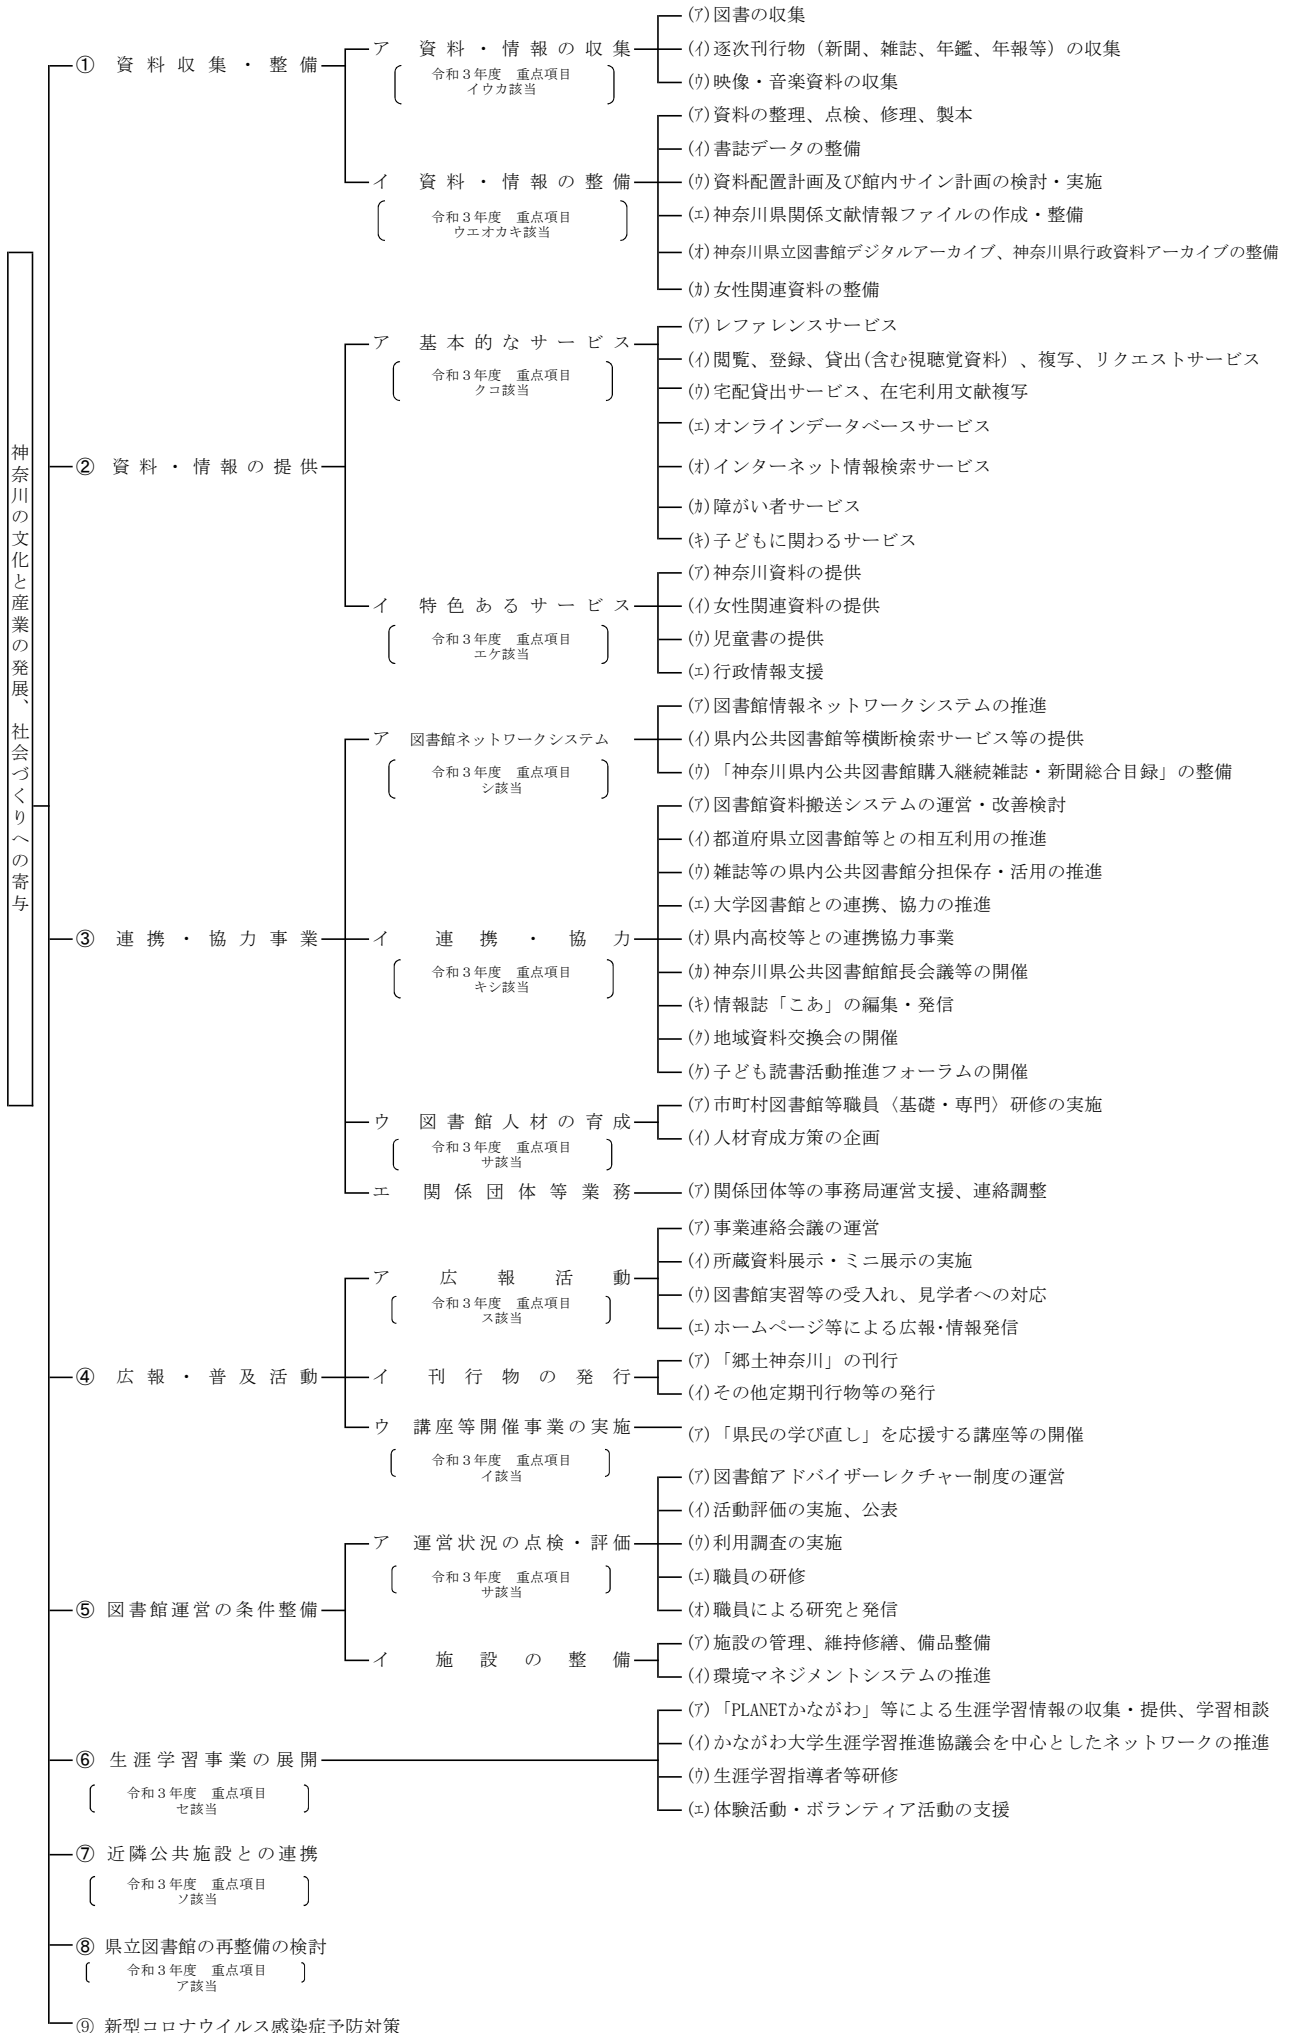 神奈川の文化と産業の発展、社会づくりへの寄与
① 資料収集・整備
ア 資料・情報の収集
令和３年度 重点項目
イウカ該当
(ｱ)図書の収集
(ｲ)逐次刊行物（新聞、雑誌、年鑑、年報等）の収集
(ｳ)映像・音楽資料の収集
イ 資料・情報の整備
令和３年度 重点項目
ウエオカキ該当
(ｱ)資料の整理、点検、修理、製本
(ｲ)書誌データの整備
(ｳ)資料配置計画及び館内サイン計画の検討・実施
(ｴ)神奈川県関係文献情報ファイルの作成・整備
(ｵ)神奈川県立図書館デジタルアーカイブ、神奈川県行政資料アーカイブの整備
(ｶ)女性関連資料の整備
② 資料・情報の提供
ア 基本的なサービス
令和３年度 重点項目
クコ該当
(ｱ)レファレンスサービス
(ｲ)閲覧、登録、貸出(含む視聴覚資料）、複写、リクエストサービス
(ｳ)宅配貸出サービス、在宅利用文献複写
(ｴ)オンラインデータベースサービス
(ｵ)インターネット情報検索サービス
(ｶ)障がい者サービス
(ｷ)子どもに関わるサービス
イ 特色あるサービス
令和３年度 重点項目
エケ該当
(ｱ)神奈川資料の提供
(ｲ)女性関連資料の提供
(ｳ)児童書の提供
(ｴ)行政情報支援
③ 連携・協力事業
ア 図書館ネットワークシステム
令和３年度 重点項目
シ該当
(ｱ)図書館情報ネットワークシステムの推進
(ｲ)県内公共図書館等横断検索サービス等の提供
(ｳ)「神奈川県内公共図書館購入継続雑誌・新聞総合目録」の整備
イ 連携・協力
令和３年度 重点項目
キシ該当
(ｱ)図書館資料搬送システムの運営・改善検討
(ｲ)都道府県立図書館等との相互利用の推進
(ｳ)雑誌等の県内公共図書館分担保存・活用の推進
(ｴ)大学図書館との連携、協力の推進
(ｵ)県内高校等との連携協力事業
(ｶ)神奈川県公共図書館館長会議等の開催
(ｷ)情報誌「こあ」の編集・発信
(ｸ)地域資料交換会の開催
(ｹ)子ども読書活動推進フォーラムの開催
ウ 図書館人材の育成
令和３年度 重点項目
サ該当
(ｱ)市町村図書館等職員〈基礎・専門〉研修の実施
(ｲ)人材育成方策の企画
エ 関係団体等業務
(ｱ)関係団体等の事務局運営支援、連絡調整
④ 広報・普及活動
ア 広報活動
令和３年度 重点項目
ス該当
(ｱ)事業連絡会議の運営
(ｲ)所蔵資料展示・ミニ展示の実施
(ｳ)図書館実習等の受入れ、見学者への対応
(ｴ)ホームページ等による広報･情報発信
イ 刊行物の発行
(ｱ)「郷土神奈川」の刊行
(ｲ)その他定期刊行物等の発行
ウ 講座等開催事業の実施
令和３年度 重点項目
イ該当
(ｱ)「県民の学び直し」を応援する講座等の開催
⑤ 図書館運営の条件整備
ア 運営状況の点検・評価
令和３年度 重点項目
サ該当
(ｱ)図書館アドバイザーレクチャー制度の運営
(ｲ)活動評価の実施、公表
(ｳ)利用調査の実施
(ｴ)職員の研修
(ｵ)職員による研究と発信
イ 施設の整備
(ｱ)施設の管理、維持修繕、備品整備
(ｲ)環境マネジメントシステムの推進
⑥ 生涯学習事業の展開
令和３年度 重点項目
セ該当
(ｱ)「PLANETかながわ」等による生涯学習情報の収集・提供、学習相談
(ｲ)かながわ大学生涯学習推進協議会を中心としたネットワークの推進
(ｳ)生涯学習指導者等研修
(ｴ)体験活動・ボランティア活動の支援
⑦ 近隣公共施設との連携
令和３年度 重点項目
ソ該当
⑧ 県立図書館の再整備の検討
令和３年度 重点項目
ア該当
⑨ 新型コロナウイルス感染症予防対策